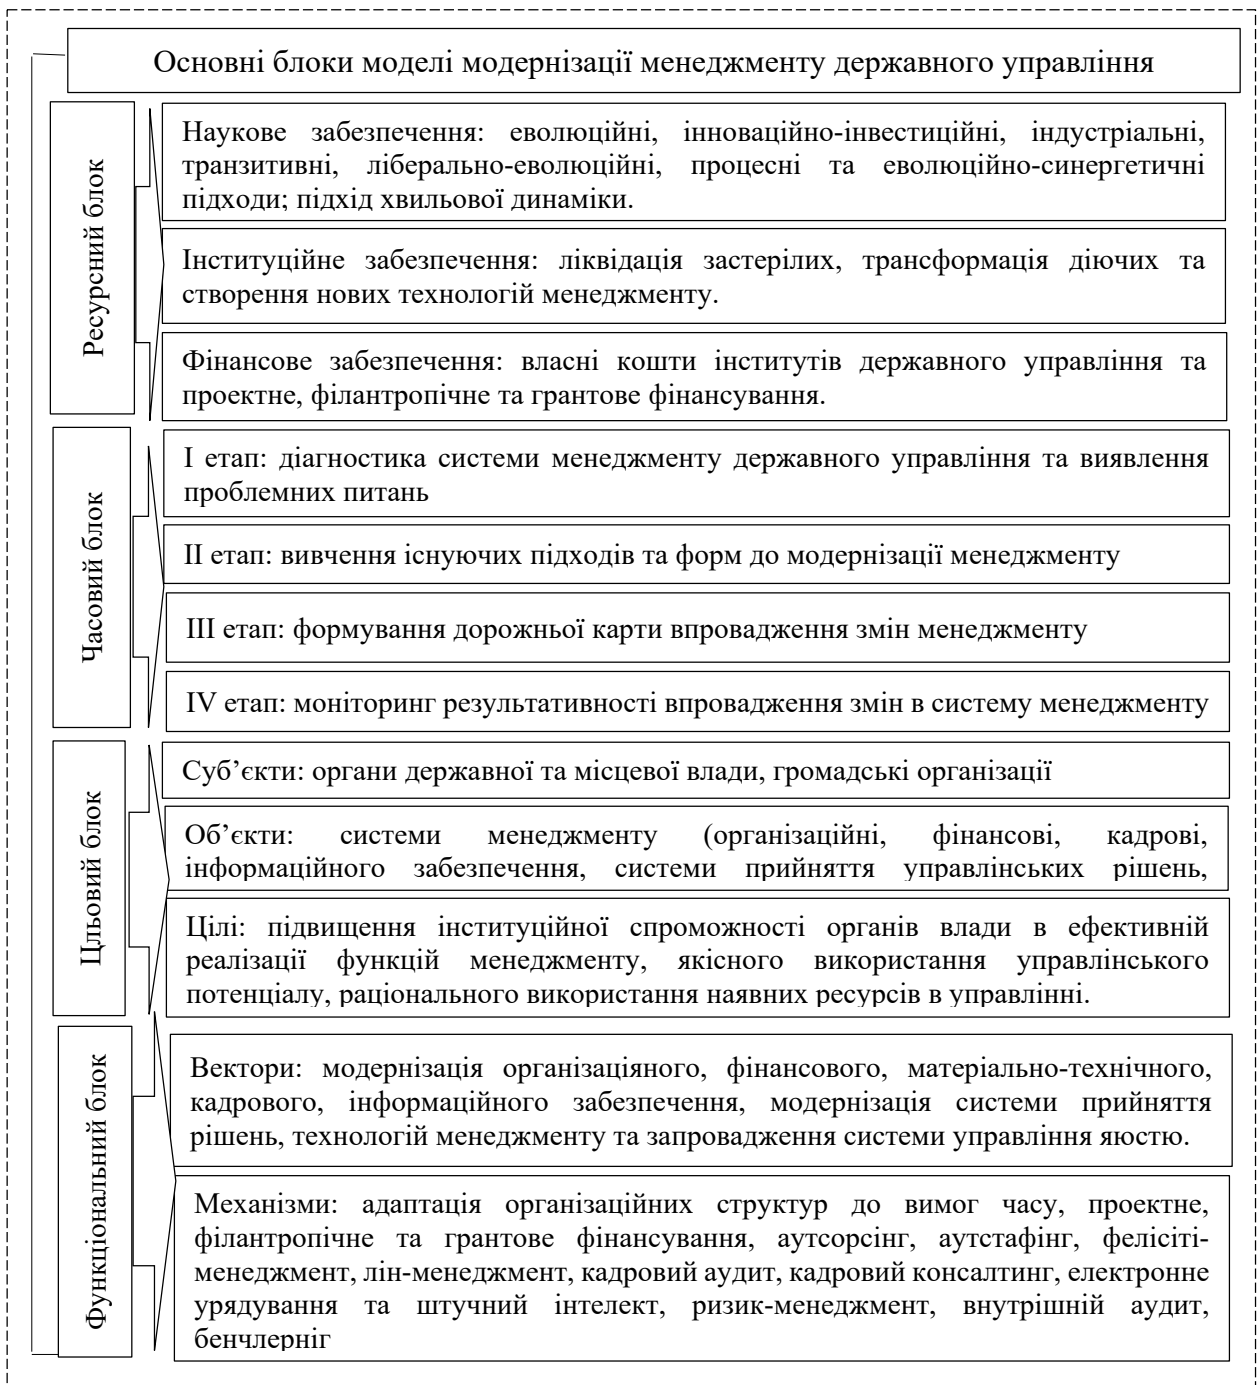 Основні блоки моделі модернізації менеджменту державного управління
Ресурсний блок
Наукове забезпечення: еволюційні, інноваційно-інвестиційні, індустріальні,
транзитивні, ліберально-еволюційні, процесні та еволюційно-синергетичні
підходи; підхід хвильової динаміки.
Інституційне забезпечення: ліквідація застерілих, трансформація діючих та
створення нових технологій менеджменту.
Фінансове забезпечення: власні кошти інститутів державного управління та
проектне, філантропічне та грантове фінансування.
Часовий блок
І етап: діагностика системи менеджменту державного управління та виявлення
проблемних питань
ІІ етап: вивчення існуючих підходів та форм до модернізації менеджменту
ІІІ етап: формування дорожньої карти впровадження змін менеджменту
IV етап: моніторинг результативності впровадження змін в систему менеджменту
Цльовий блок
Суб’єкти: органи державної та місцевої влади, громадські організації
Об’єкти: системи менеджменту (організаційні, фінансові, кадрові,
інформаційного забезпечення, системи прийняття управлінських рішень,
Цілі: підвищення інституційної спроможності органів влади в ефективній
реалізації функцій менеджменту, якісного використання управлінського
потенціалу, раціонального використання наявних ресурсів в управлінні.
Функціональний блок
Вектори: модернізація організаціяного, фінансового, матеріально-технічного,
кадрового, інформаційного забезпечення, модернізація системи прийняття
рішень, технологій менеджменту та запровадження системи управління яюстю.
Механізми: адаптація організаційних структур до вимог часу, проектне,
філантропічне та грантове фінансування, аутсорсінг, аутстафінг, фелісіті-
менеджмент, лін-менеджмент, кадровий аудит, кадровий консалтинг, електронне
урядування та штучний інтелект, ризик-менеджмент, внутрішній аудит,
бенчлерніг